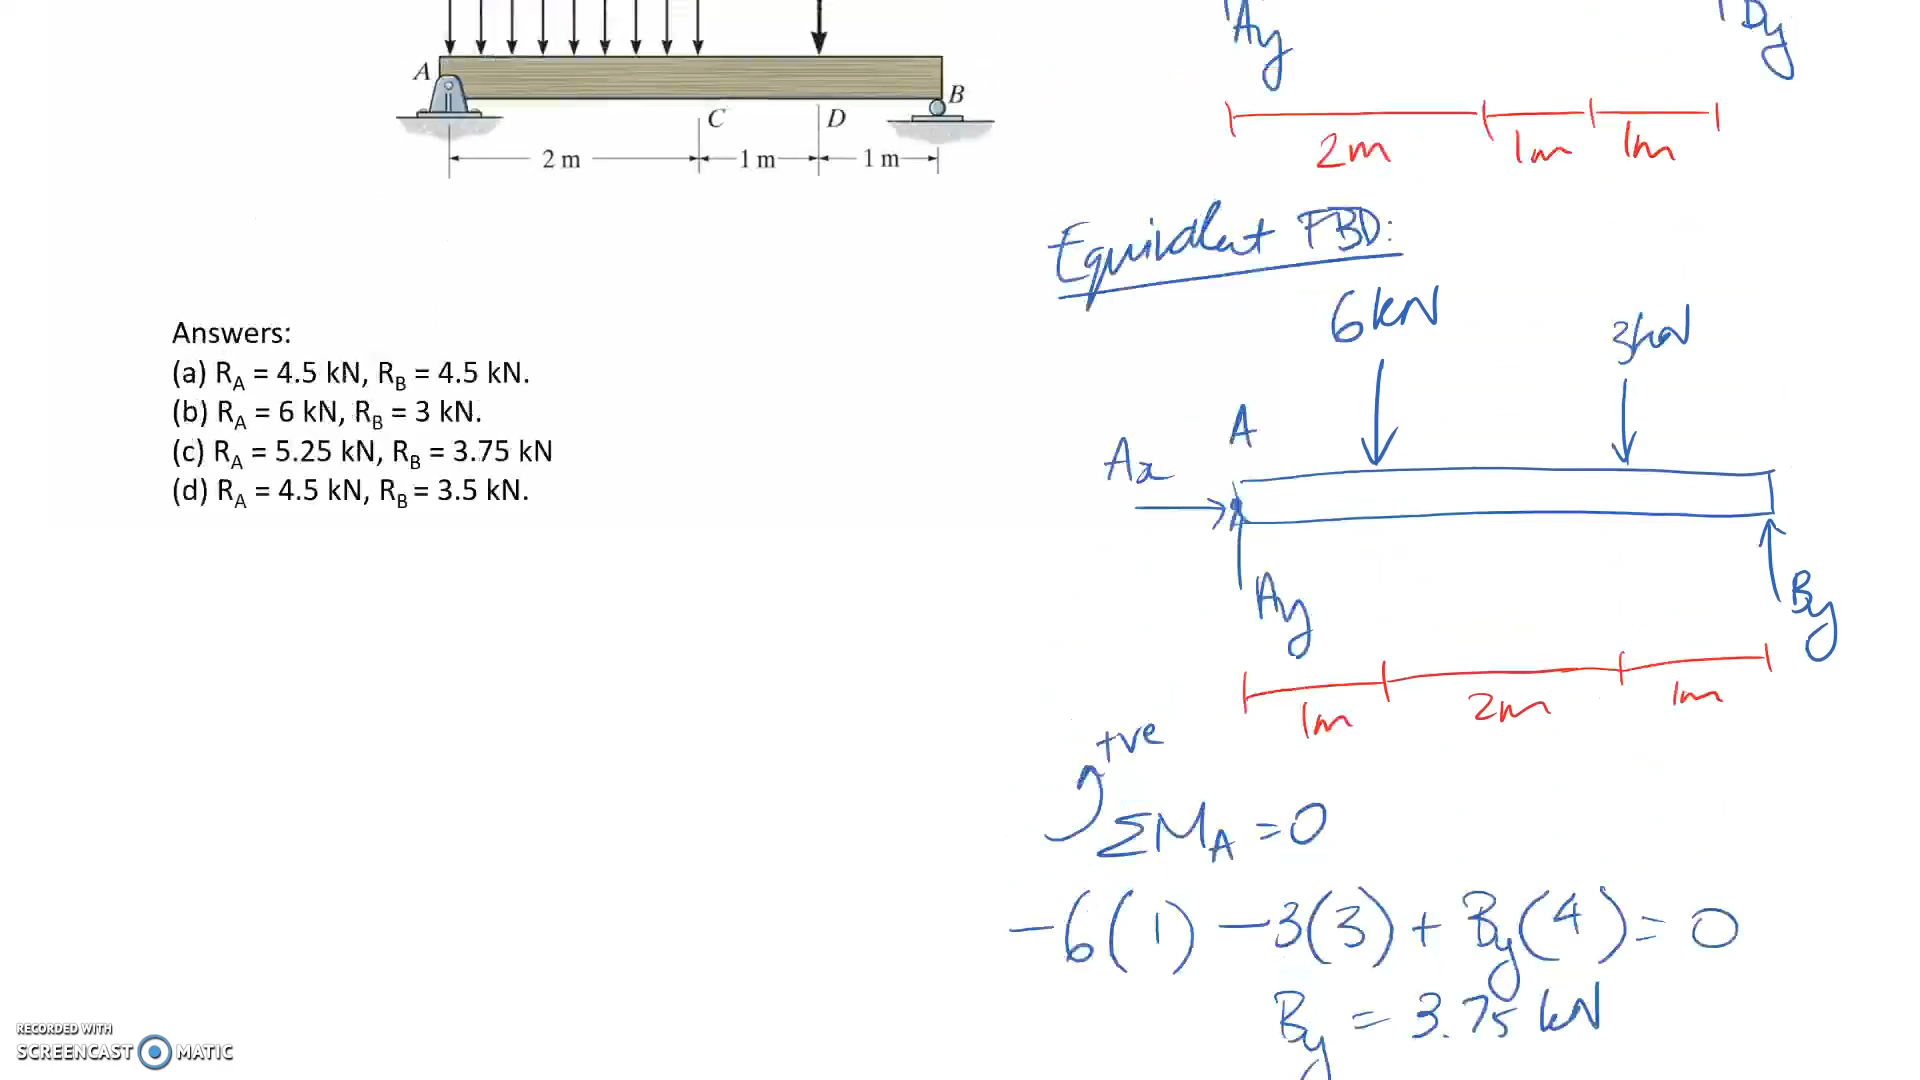 Ay Dy
A
B
C D
2 m 1 m 1 m
2m 1m 1m
Equivalent FBD:
6kN 3kN
Answers:
(a) RA = 4.5 kN, RB = 4.5 kN.
(b) RA = 6 kN, RB = 3 kN.
(c) RA = 5.25 kN, RB = 3.75 kN
(d) RA = 4.5 kN, RB = 3.5 kN.
A
Ax
Ay By
1m 2m 1m
+ve
ΣMA = 0
-6(1) -3(3) + By(4) = 0
By = 3.75 kN
RECORDED WITH
SCREENCAST MATIC